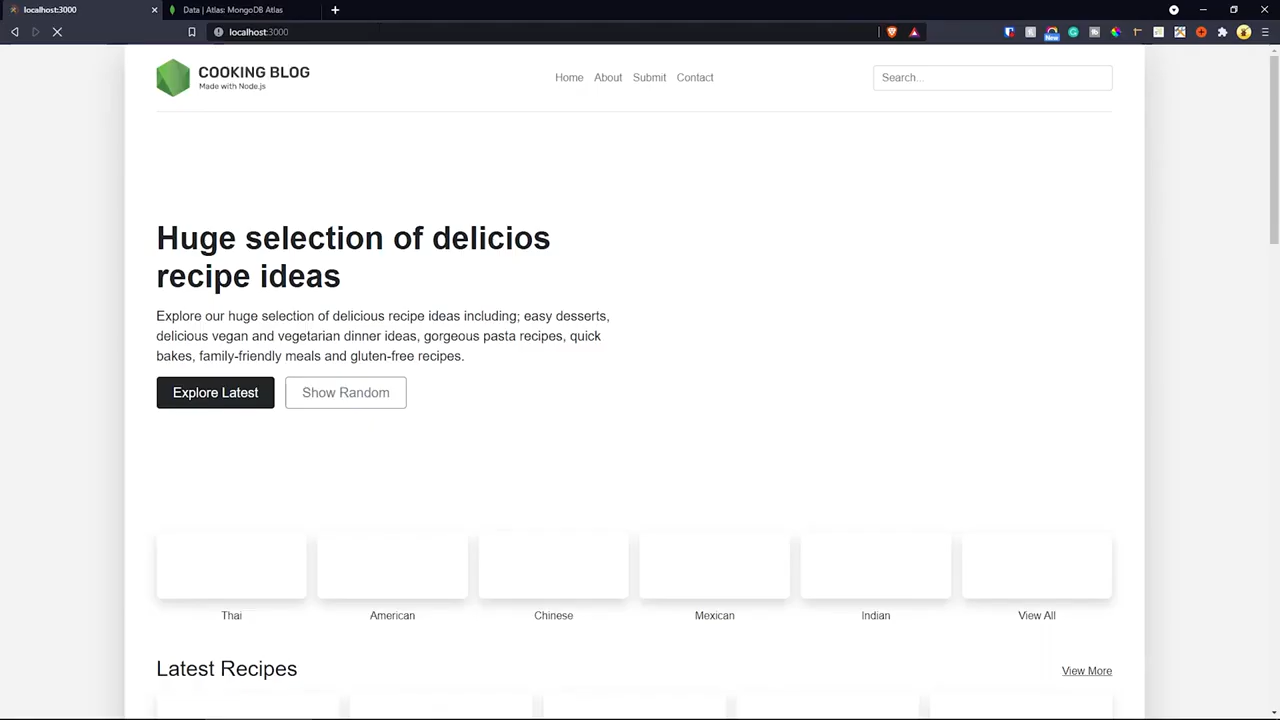 localhost:3000
Data | Atlas: MongoDB Atlas
localhost:3000
New
COOKING BLOG
Made with Node.js
Home About Submit Contact
Search...
Huge selection of delicios
recipe ideas
Explore our huge selection of delicious recipe ideas including; easy desserts,
delicious vegan and vegetarian dinner ideas, gorgeous pasta recipes, quick
bakes, family-friendly meals and gluten-free recipes.
Explore Latest
Show Random
Thai
American
Chinese
Mexican
Indian
View All
Latest Recipes
View More